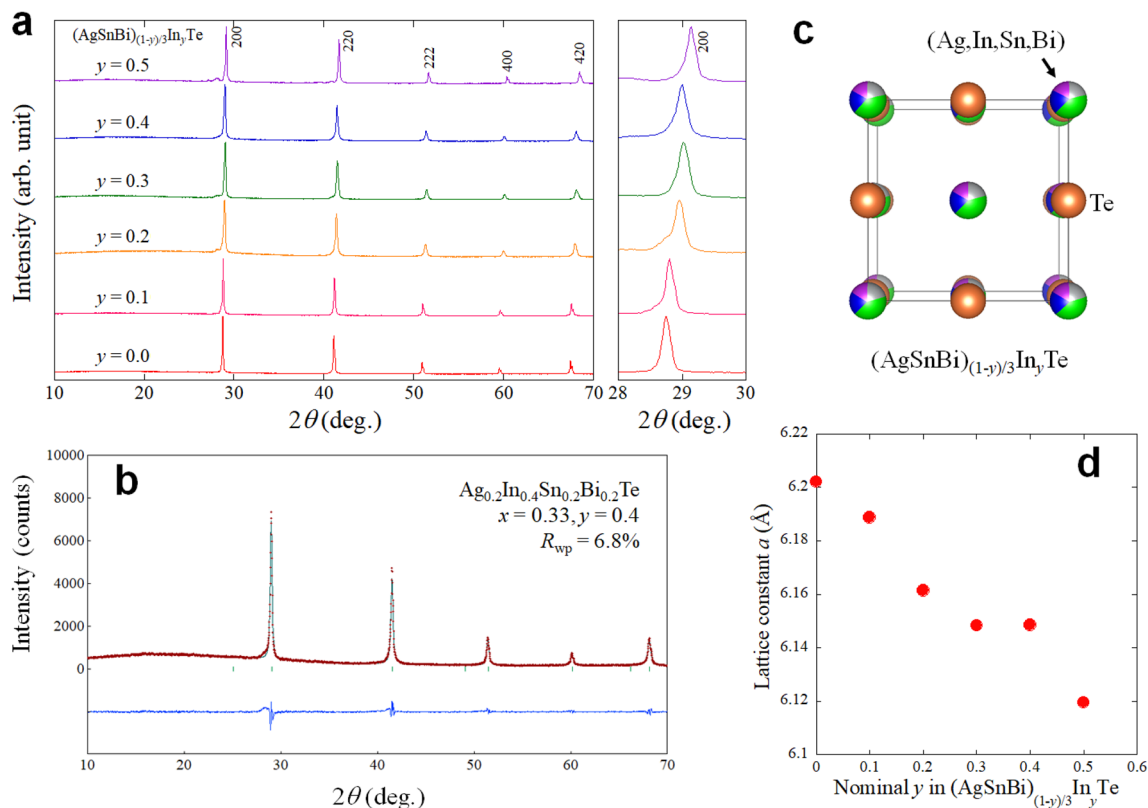 a
(AgSnBi)(1-y)/3InyTe
200
220
222
400
420
y = 0.5
y = 0.4
y = 0.3
y = 0.2
y = 0.1
y = 0.0
Intensity (arb. unit)
10 20 30 40 50 60 70
2θ (deg.)
200
28 29 30
2θ (deg.)
c
(Ag,In,Sn,Bi)
Te
(AgSnBi)(1-y)/3InyTe
b
Ag0.2In0.4Sn0.2Bi0.2Te
x = 0.33, y = 0.4
Rwp = 6.8%
Intensity (counts)
10000
8000
6000
4000
2000
0
10 20 30 40 50 60 70
2θ (deg.)
d
Lattice constant a (Å)
6.22
6.2
6.18
6.16
6.14
6.12
6.1
0 0.1 0.2 0.3 0.4 0.5 0.6
Nominal y in (AgSnBi)(1-y)/3InyTe